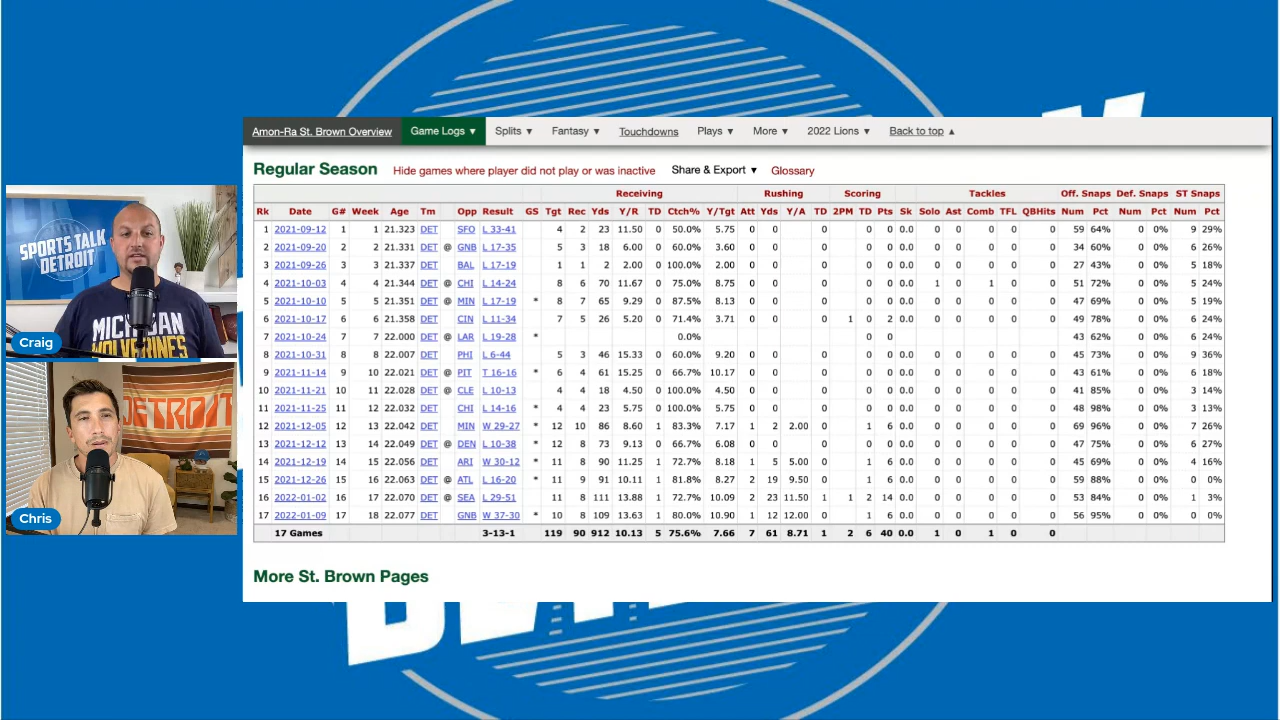 Amon-Ra St. Brown Overview Game Logs ▼ Splits ▼ Fantasy ▼ Touchdowns Plays ▼ More ▼ 2022 Lions ▼ Back to top ▲
Regular Season Hide games where player did not play or was inactive Share & Export ▼ Glossary
Receiving Rushing Scoring Tackles Off. Snaps Def. Snaps ST Snaps
Rk Date G# Week Age Tm Opp Result GS Tgt Rec Yds Y/R TD Ctch% Y/Tgt Att Yds Y/A TD 2PM TD Pts Sk Solo Ast Comb TFL QBHits Num Pct Num Pct Num Pct
1 2021-09-12 1 1 21.323 DET SFO L 33-41 4 2 23 11.50 0 50.0% 5.75 0 0 0 0 0 0.0 0 0 0 0 0 59 64% 0 0% 9 29%
2 2021-09-20 2 2 21.331 DET @ GNB L 17-35 5 3 18 6.00 0 60.0% 3.60 0 0 0 0 0 0.0 0 0 0 0 0 34 60% 0 0% 6 26%
3 2021-09-26 3 3 21.337 DET BAL L 17-19 1 1 2 2.00 0 100.0% 2.00 0 0 0 0 0 0.0 0 0 0 0 0 27 43% 0 0% 5 18%
4 2021-10-03 4 4 21.344 DET @ CHI L 14-24 8 6 70 11.67 0 75.0% 8.75 0 0 0 0 0 0.0 1 0 1 0 0 51 72% 0 0% 5 24%
5 2021-10-10 5 5 21.351 DET @ MIN L 17-19 * 8 7 65 9.29 0 87.5% 8.13 0 0 0 0 0 0.0 0 0 0 0 0 47 69% 0 0% 5 19%
6 2021-10-17 6 6 21.358 DET CIN L 11-34 7 5 26 5.20 0 71.4% 3.71 0 0 1 0 2 0.0 0 0 0 0 0 49 78% 0 0% 6 24%
7 2021-10-24 7 7 22.000 DET @ LAR L 19-28 * 0.0% 0 0 0 0 0 0 0 43 62% 0 0% 6 24%
8 2021-10-31 8 8 22.007 DET PHI L 6-44 5 3 46 15.33 0 60.0% 9.20 0 0 0 0 0 0.0 0 0 0 0 0 45 73% 0 0% 9 36%
9 2021-11-14 9 10 22.021 DET @ PIT T 16-16 * 6 4 61 15.25 0 66.7% 10.17 0 0 0 0 0 0.0 0 0 0 0 0 43 61% 0 0% 6 18%
10 2021-11-21 10 11 22.028 DET @ CLE L 10-13 4 4 18 4.50 0 100.0% 4.50 0 0 0 0 0 0.0 0 0 0 0 0 41 85% 0 0% 3 14%
11 2021-11-25 11 12 22.032 DET CHI L 14-16 * 4 4 23 5.75 0 100.0% 5.75 0 0 0 0 0 0.0 0 0 0 0 0 48 98% 0 0% 3 13%
12 2021-12-05 12 13 22.042 DET MIN W 29-27 * 12 10 86 8.60 1 83.3% 7.17 1 2 2.00 0 1 6 0.0 0 0 0 0 0 69 96% 0 0% 7 26%
13 2021-12-12 13 14 22.049 DET @ DEN L 10-38 * 12 8 73 9.13 0 66.7% 6.08 0 0 0 0 0 0.0 0 0 0 0 0 47 75% 0 0% 6 27%
14 2021-12-19 14 15 22.056 DET ARI W 30-12 * 11 8 90 11.25 1 72.7% 8.18 1 5 5.00 0 1 6 0.0 0 0 0 0 0 45 69% 0 0% 4 16%
15 2021-12-26 15 16 22.063 DET @ ATL L 16-20 * 11 9 91 10.11 1 81.8% 8.27 2 19 9.50 0 1 6 0.0 0 0 0 0 0 59 88% 0 0% 0 0%
16 2022-01-02 16 17 22.070 DET @ SEA L 29-51 11 8 111 13.88 1 72.7% 10.09 2 23 11.50 1 1 2 14 0.0 0 0 0 0 0 53 84% 0 0% 1 3%
17 2022-01-09 17 18 22.077 DET GNB W 37-30 * 10 8 109 13.63 1 80.0% 10.90 1 12 12.00 0 1 6 0.0 0 0 0 0 0 56 95% 0 0% 0 0%
17 Games 3-13-1 119 90 912 10.13 5 75.6% 7.66 7 61 8.71 1 2 6 40 0.0 1 0 1 0 0
More St. Brown Pages
SPORTS TALK
DETROIT
MICHIGAN
WOLVERINES
Craig
DETROIT
Chris